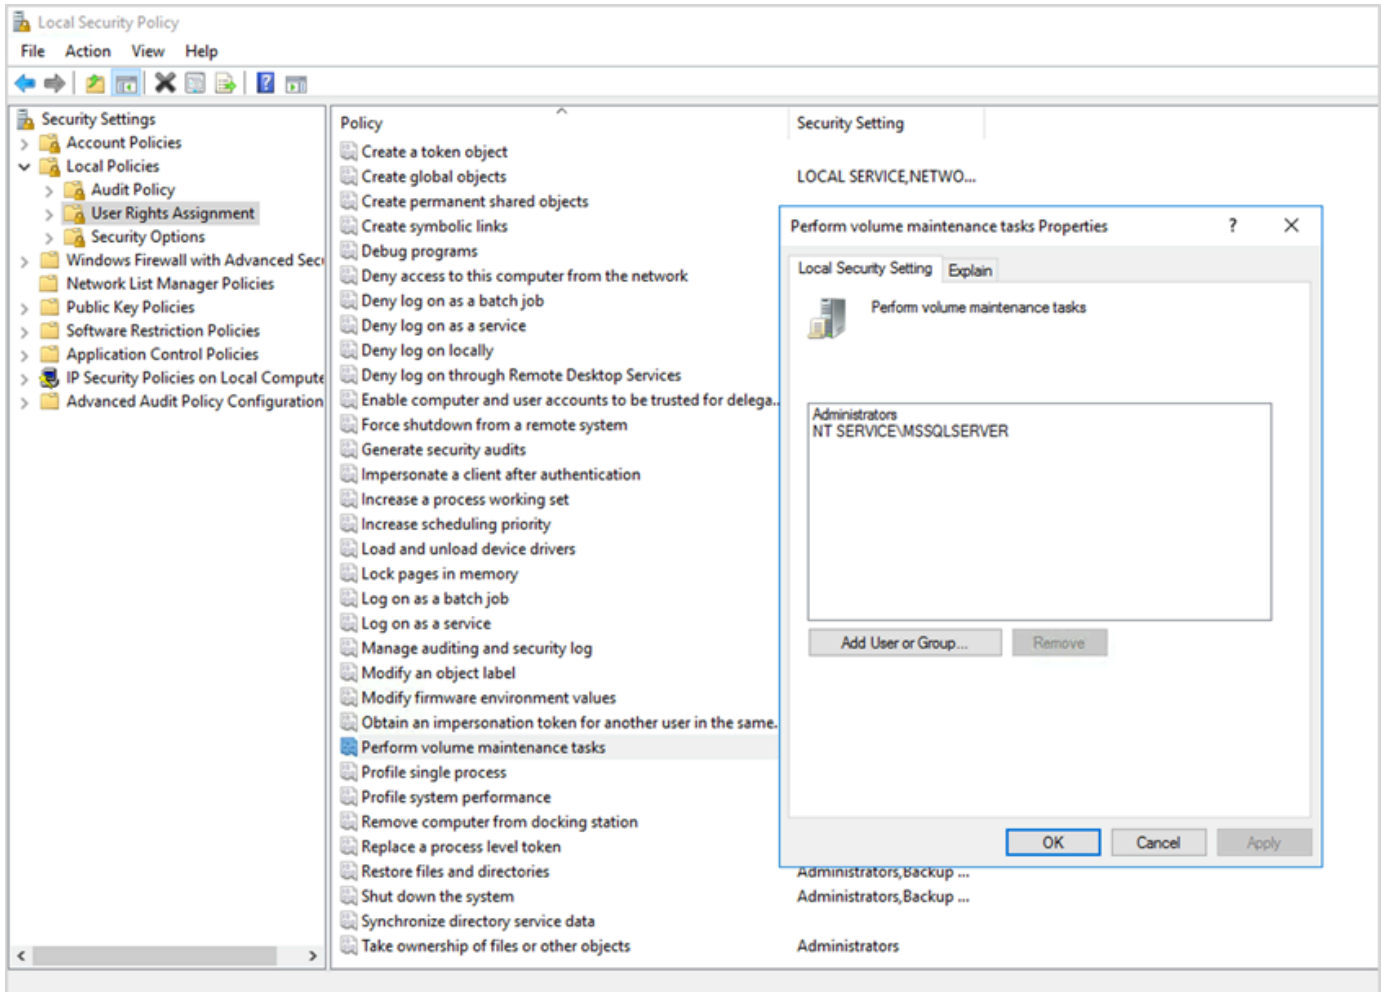 Local Security Policy
File Action View Help
Security Settings
Account Policies
Local Policies
Audit Policy
User Rights Assignment
Security Options
Windows Firewall with Advanced Secu
Network List Manager Policies
Public Key Policies
Software Restriction Policies
Application Control Policies
IP Security Policies on Local Compute
Advanced Audit Policy Configuration
Policy Security Setting
Create a token object
Create global objects LOCAL SERVICE,NETWO...
Create permanent shared objects
Create symbolic links
Debug programs
Deny access to this computer from the network
Deny log on as a batch job
Deny log on as a service
Deny log on locally
Deny log on through Remote Desktop Services
Enable computer and user accounts to be trusted for delega...
Force shutdown from a remote system
Generate security audits
Impersonate a client after authentication
Increase a process working set
Increase scheduling priority
Load and unload device drivers
Lock pages in memory
Log on as a batch job
Log on as a service
Manage auditing and security log
Modify an object label
Modify firmware environment values
Obtain an impersonation token for another user in the same...
Perform volume maintenance tasks
Profile single process
Profile system performance
Remove computer from docking station
Replace a process level token
Restore files and directories Administrators,Backup ...
Shut down the system Administrators,Backup ...
Synchronize directory service data
Take ownership of files or other objects Administrators
Perform volume maintenance tasks Properties ?
Local Security Setting Explain
Perform volume maintenance tasks
Administrators
NT SERVICE\MSSQLSERVER
Add User or Group... Remove
OK Cancel Apply